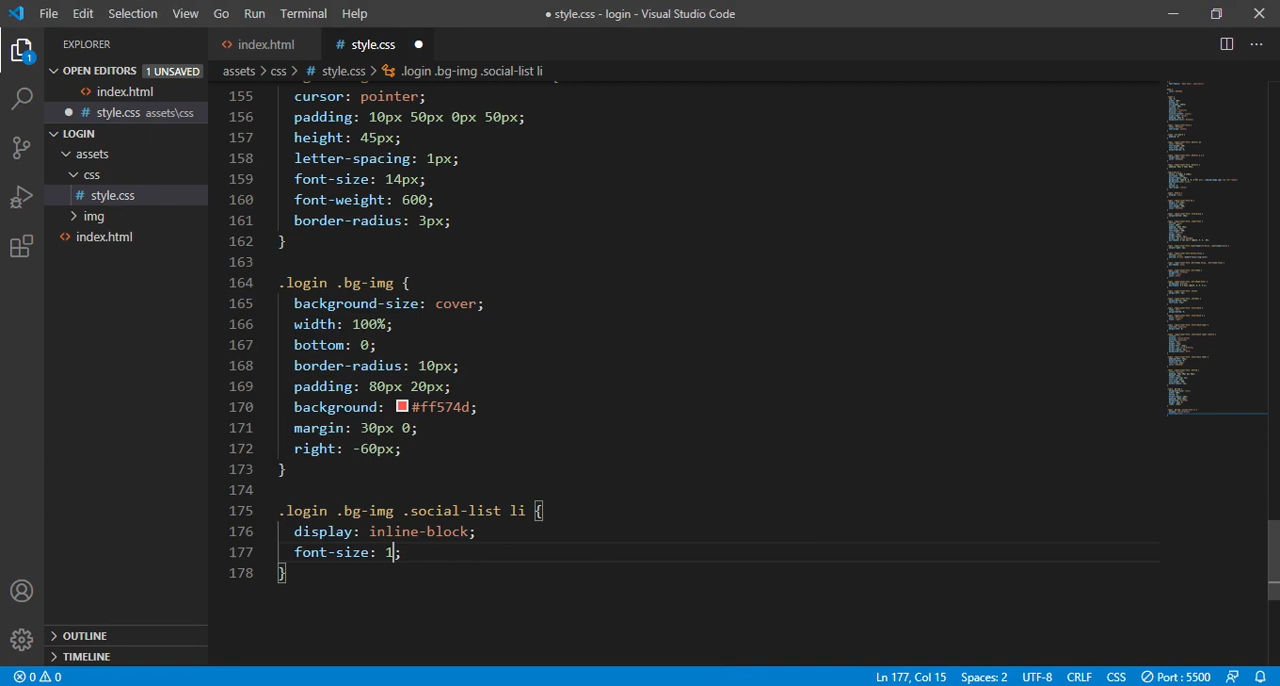 File Edit Selection View Go Run Terminal Help
● style.css - login - Visual Studio Code
EXPLORER
OPEN EDITORS 1 UNSAVED
index.html
# style.css assets\css
LOGIN
assets
css
# style.css
img
index.html
OUTLINE
TIMELINE
1
index.html
# style.css
assets > css > # style.css > .login .bg-img .social-list li
155 cursor: pointer;
156 padding: 10px 50px 0px 50px;
157 height: 45px;
158 letter-spacing: 1px;
159 font-size: 14px;
160 font-weight: 600;
161 border-radius: 3px;
162 }
163
164 .login .bg-img {
165 background-size: cover;
166 width: 100%;
167 bottom: 0;
168 border-radius: 10px;
169 padding: 80px 20px;
170 background: #ff574d;
171 margin: 30px 0;
172 right: -60px;
173 }
174
175 .login .bg-img .social-list li {
176 display: inline-block;
177 font-size: 1;
178 }
0 0
Ln 177, Col 15 Spaces: 2 UTF-8 CRLF CSS Port : 5500